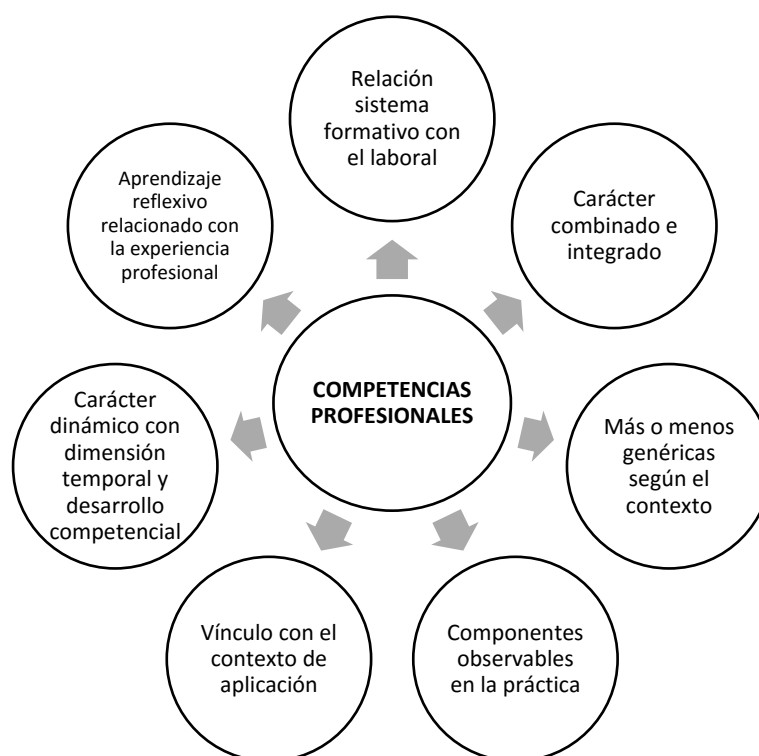 Relación
sistema
formativo con
el laboral
Carácter
combinado e
integrado
Más o menos
genéricas
según el
contexto
Componentes
observables
en la práctica
Vínculo con el
contexto de
aplicación
Carácter
dinámico con
dimensión
temporal y
desarrollo
competencial
Aprendizaje
reflexivo
relacionado con
la experiencia
profesional
COMPETENCIAS
PROFESIONALES